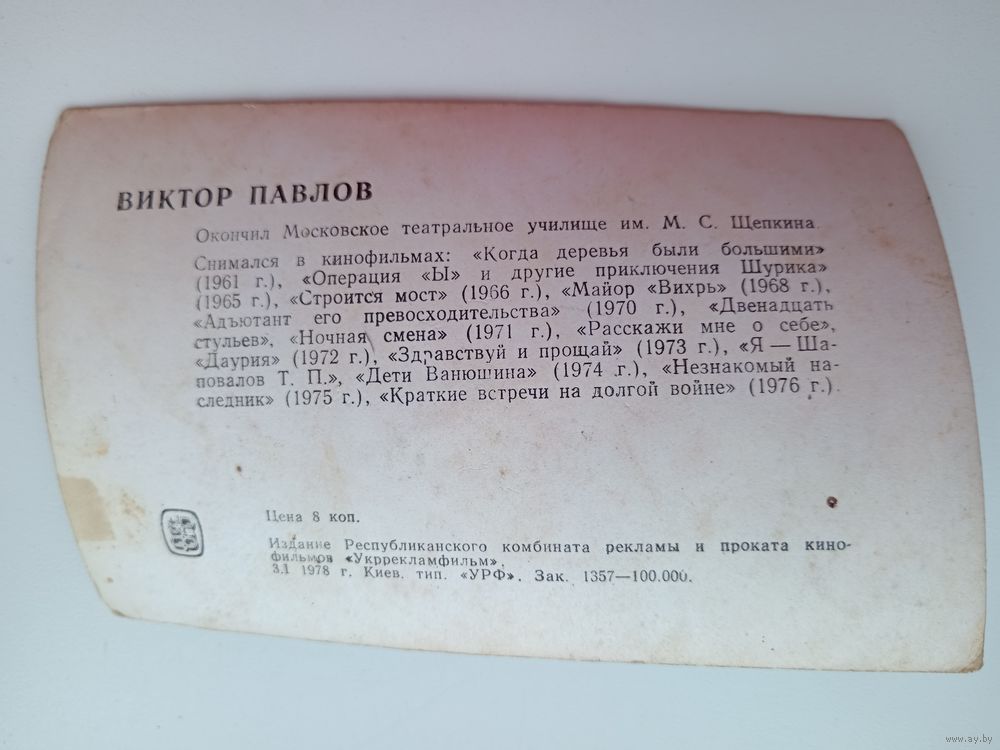 ВИКТОР ПАВЛОВ
Окончил Московское театральное училище им. М. С. Щепкина.
Снимался в кинофильмах: «Когда деревья были большими»
(1961 г.), «Операция «Ы» и другие приключения Шурика»
(1965 г.), «Строится мост» (1966 г.), «Майор «Вихрь» (1968 г.),
«Адъютант его превосходительства» (1970 г.), «Двенадцать
стульев», «Ночная смена» (1971 г.), «Расскажи мне о себе»,
«Даурия» (1972 г.), «Здравствуй и прощай» (1973 г.), «Я — Ша-
повалов Т. П.», «Дети Ванюшина» (1974 г.), «Незнакомый на-
следник» (1975 г.), «Краткие встречи на долгой войне» (1976 г.).
Цена 8 коп.
Издание Республиканского комбината рекламы и проката кино-
фильмов «Укррекламфильм».
3.I 1978 г. Киев. тип. «УРФ». Зак. 1357—100.000.
www.ay.by